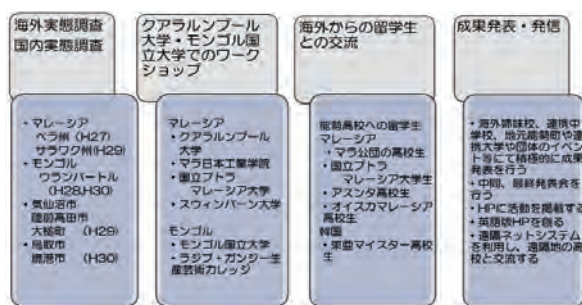 海外実態調査
国内実態調査
・マレーシア
ペラ州（H27）
サラワク州(H29)
・モンゴル
ウランバートル
（H28,H30）
・気仙沼市
陸前高田市
大槌町　（H29）
・鳥取市
境港市　（H30）
クアラルンプール
大学・モンゴル国
立大学でのワーク
ショップ
マレーシア
・クアラルンプール
大学
・マラ日本工業学院
・国立プトラ
マレーシア大学
・スウィンバーン大学
モンゴル
・モンゴル国立大学
・ラジブ・ガンジー生
産芸術カレッジ
海外からの留学生
との交流
能勢高校への留学生
マレーシア
・マラ公団の高校生
・国立プトラ
マレーシア大学生
・アスンタ高校生
・オイスカマレーシア
高校生
韓国
・東亜マイスター高校
生
成果発表・発信
・海外姉妹校、連携中
学校、地元能勢町や連
携大学や団体のイベン
ト等にて積極的に成果
発表を行う
・中間、最終発表会を
行う
・HPに活動を掲載する
・英語版HPを創る
・遠隔ネットシステム
を利用し、遠隔地の高
校と交流する